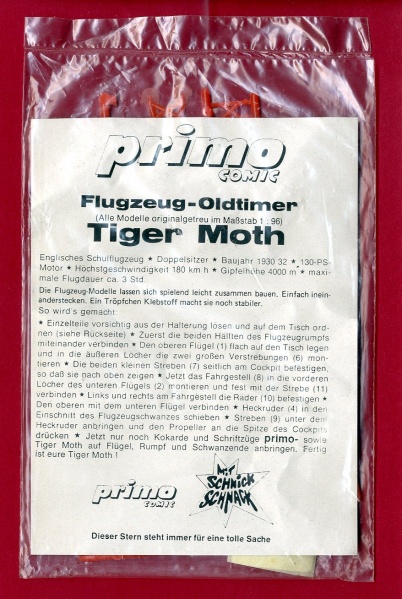 primo
COMIC
Flugzeug-Oldtimer
(Alle Modelle originalgetreu im Maßstab 1:96)
Tiger Moth
Englisches Schulflugzeug ★ Doppelsitzer ★ Baujahr 1930 32 ★ 130-PS-
Motor ★ Höchstgeschwindigkeit 180 km h ★ Gipfelhöhe 4000 m ★ maxi-
male Flugdauer ca. 3 Std.
Die Flugzeug-Modelle lassen sich spielend leicht zusammen bauen. Einfach inein-
anderstecken. Ein Tröpfchen Klebstoff macht sie noch stabiler.
So wird's gemacht:
★ Einzelteile vorsichtig aus der Halterung lösen und auf dem Tisch ord-
nen (siehe Rückseite) ★ Zuerst die beiden Hälften des Flugzeugrumpfs
miteinander verbinden ★ Den oberen Flügel (1) flach auf den Tisch legen
und in die äußeren Löcher die zwei großen Verstrebungen (6) mon-
tieren ★ Die beiden kleinen Streben (7) seitlich am Cockpit befestigen,
so daß sie nach oben zeigen ★ Jetzt das Fahrgestell (8) in die vorderen
Löcher des unteren Flügels (2) montieren und fest mit der Strebe (11)
verbinden ★ Links und rechts am Fahrgestell die Räder (10) befestigen ★
Den oberen mit dem unteren Flügel verbinden ★ Heckruder (4) in den
Einschnitt des Flugzeugschwanzes schieben ★ Streben (9) unter dem
Heckruder anbringen und den Propeller an die Spitze des Cockpits
drücken ★ Jetzt nur noch Kokarde und Schriftzüge primo- sowie
Tiger Moth auf Flügel, Rumpf und Schwanzende anbringen. Fertig
ist eure Tiger Moth!
primo
COMIC
Mit
SCHNICK
SCHNACK
Dieser Stern steht immer für eine tolle Sache